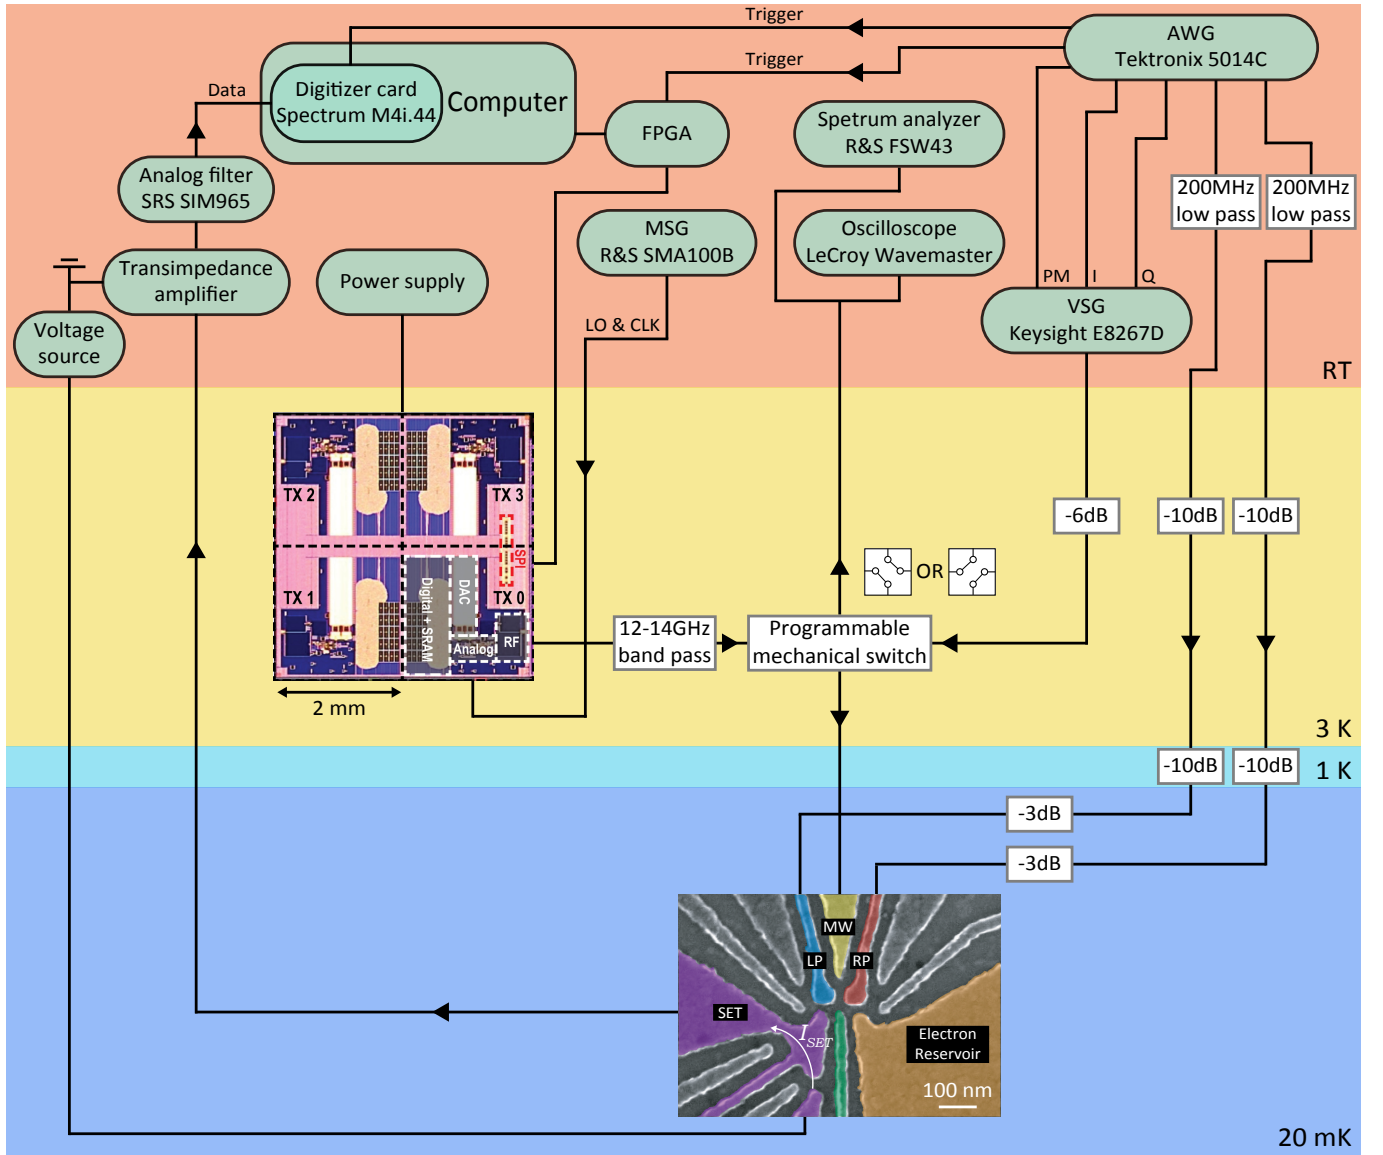 Trigger
AWG
Tektronix 5014C
Trigger
Data
Digitizer card
Spectrum M4i.44
Computer
FPGA
Spetrum analyzer
R&S FSW43
Analog filter
SRS SIM965
200MHz
low pass
200MHz
low pass
MSG
R&S SMA100B
Oscilloscope
LeCroy Wavemaster
Transimpedance
amplifier
Power supply
PM
I
Q
Voltage
source
LO & CLK
VSG
Keysight E8267D
RT
TX 2
TX 3
SPI
TX 1
TX 0
Digital + SRAM
DAC
Analog
RF
2 mm
-6dB
-10dB
-10dB
OR
12-14GHz
band pass
Programmable
mechanical switch
3 K
-10dB
-10dB
1 K
-3dB
-3dB
MW
LP
RP
SET
ISET
Electron
Reservoir
100 nm
20 mK